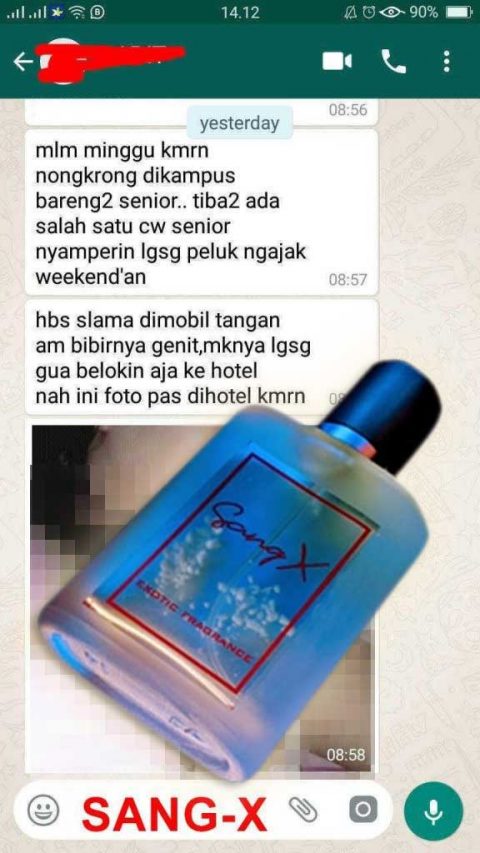 14.12
90%
08:56
yesterday
mlm minggu kmrn
nongkrong dikampus
bareng2 senior.. tiba2 ada
salah satu cw senior
nyamperin lgsg peluk ngajak
weekend'an
08:57
hbs slama dimobil tangan
am bibirnya genit,mknya lgsg
gua belokin aja ke hotel
nah ini foto pas dihotel kmrn
Sang X
EXOTIC FRAGRANCE
08:58
SANG-X